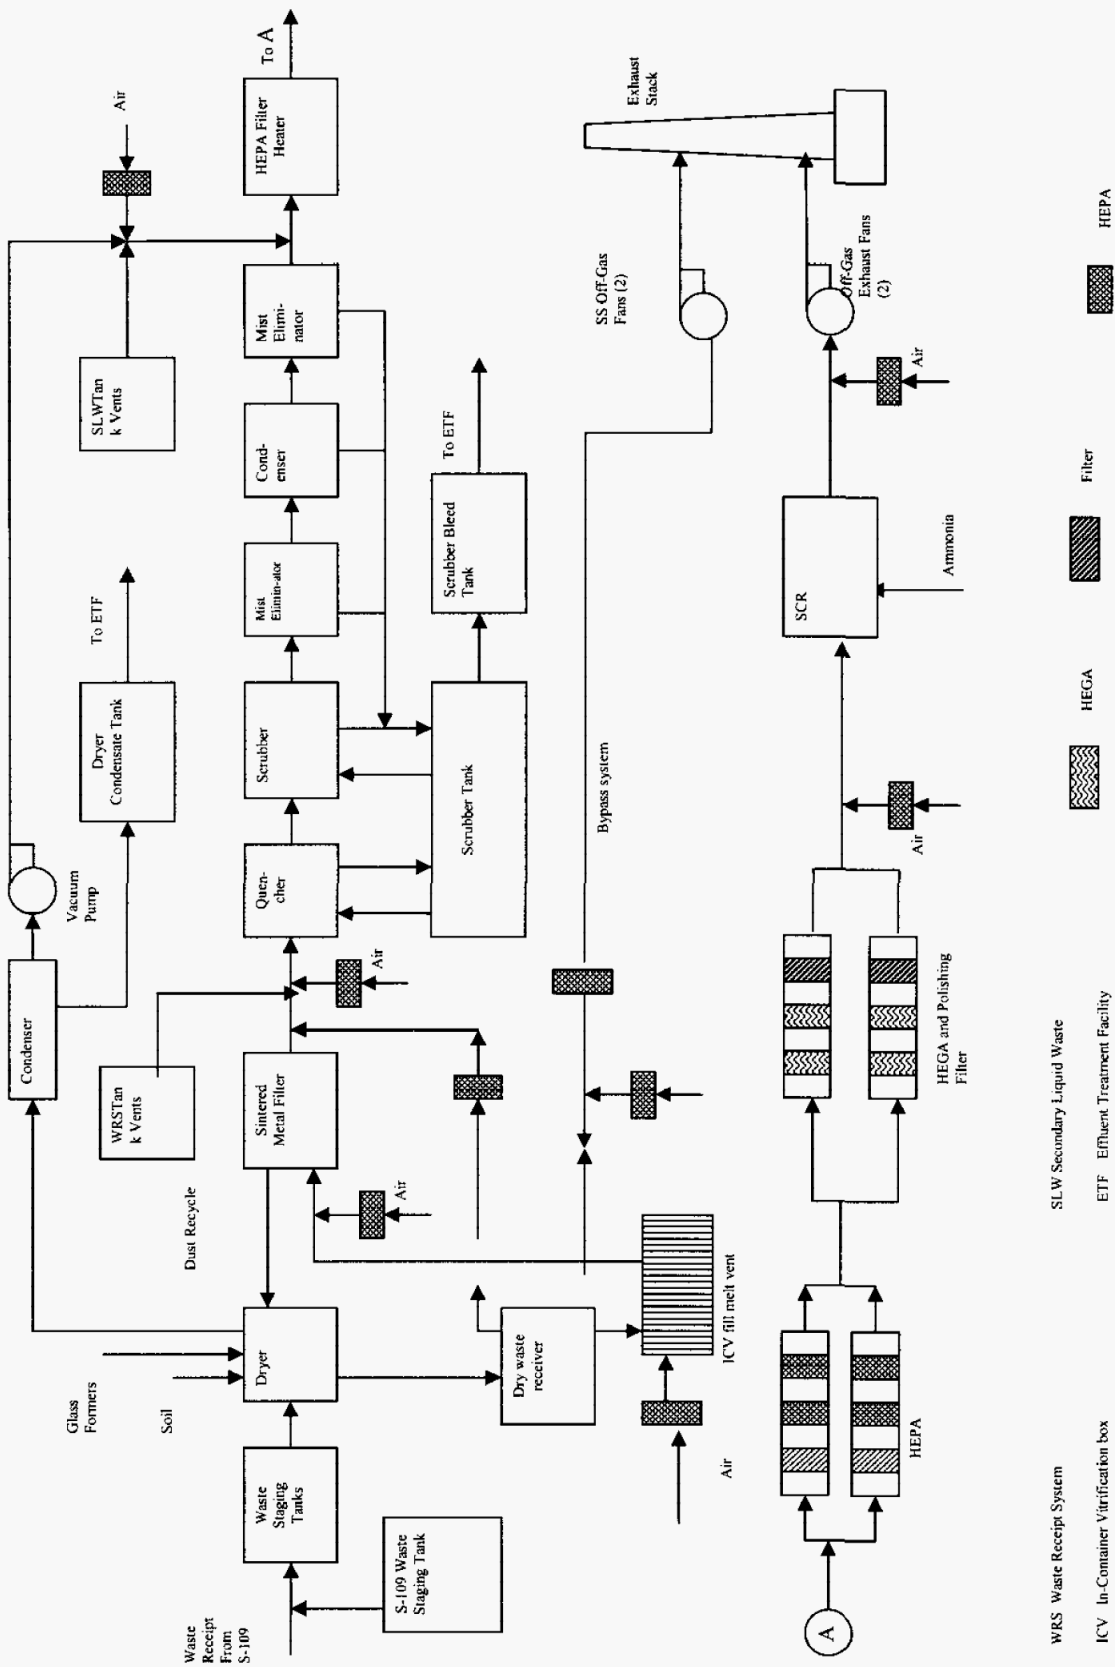 Waste
Receipt
From
S-109
S-109 Waste
Staging Tank
Waste
Staging
Tanks
Glass
Formers
Soil
Dryer
Dust Recycle
Dry waste
receiver
Air
ICV fill melt vent
Condenser
Vacuum
Pump
WRSTan
k Vents
Sintered
Metal Filter
Air
Air
Dryer
Condensate Tank
To ETF
Quen-
cher
Scrubber
Scrubber Tank
Mist
Elimin-ator
Cond-
enser
Mist
Elimi-
nator
Scrubber Bleed
Tank
To ETF
SLWTan
k Vents
Air
HEPA Filter
Heater
To A
Bypass system
SS Off-Gas
Fans (2)
Exhaust
Stack
Off-Gas
Exhaust Fans
(2)
A
HEPA
HEGA and Polishing
Filter
Air
SCR
Ammonia
Air
WRS Waste Receipt System
SLW Secondary Liquid Waste
ICV In-Container Vitrification box
ETF Effluent Treatment Facility
HEGA
Filter
HEPA